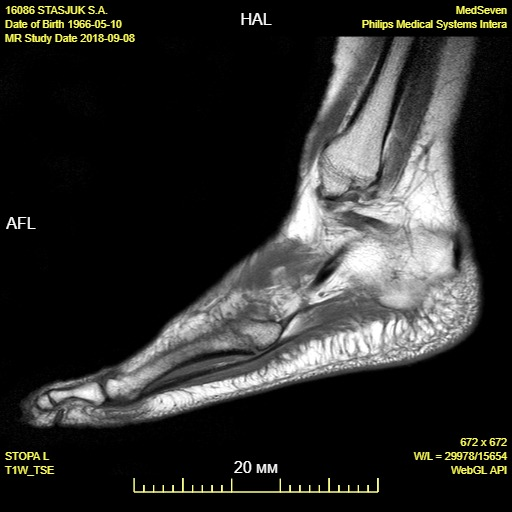 16086 STASJUK S.A.
Date of Birth 1966-05-10
MR Study Date 2018-09-08
HAL
MedSeven
Philips Medical Systems Intera
AFL
STOPA L
T1W_TSE
20 мм
672 x 672
W/L = 29978/15654
WebGL API